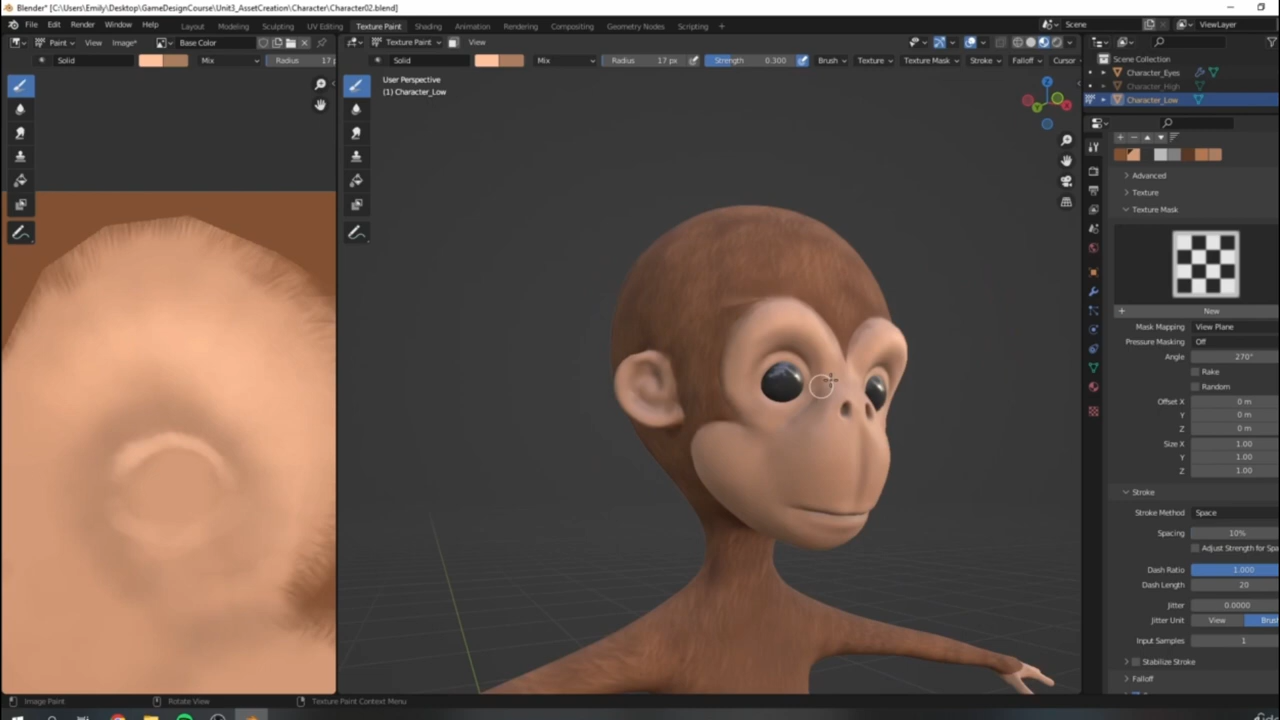 Blender* [C:\Users\Emily\Desktop\GameDesignCourse\Unit3_AssetCreation\Character\Character02.blend]
File Edit Render Window Help Layout Modeling Sculpting UV Editing Texture Paint Shading Animation Rendering Compositing Geometry Nodes Scripting + Scene ViewLayer
Paint View Image* Base Color Texture Paint View
Solid Mix Radius 17 p Solid Mix Radius 17 px Strength 0.300 Brush Texture Texture Mask Stroke Falloff Cursor
User Perspective
(1) Character_Low
Scene Collection
Character_Eyes
Character_High
Character_Low
Advanced
Texture
Texture Mask
New
Mask Mapping View Plane
Pressure Masking Off
Angle 270°
Rake
Random
Offset X 0 m
Y 0 m
Z 0 m
Size X 1.00
Y 1.00
Z 1.00
Stroke
Stroke Method Space
Spacing 10%
Adjust Strength for Spa
Dash Ratio 1.000
Dash Length 20
Jitter 0.0000
Jitter Unit View Brus
Input Samples 1
Stabilize Stroke
Falloff
Image Paint Rotate View Texture Paint Context Menu